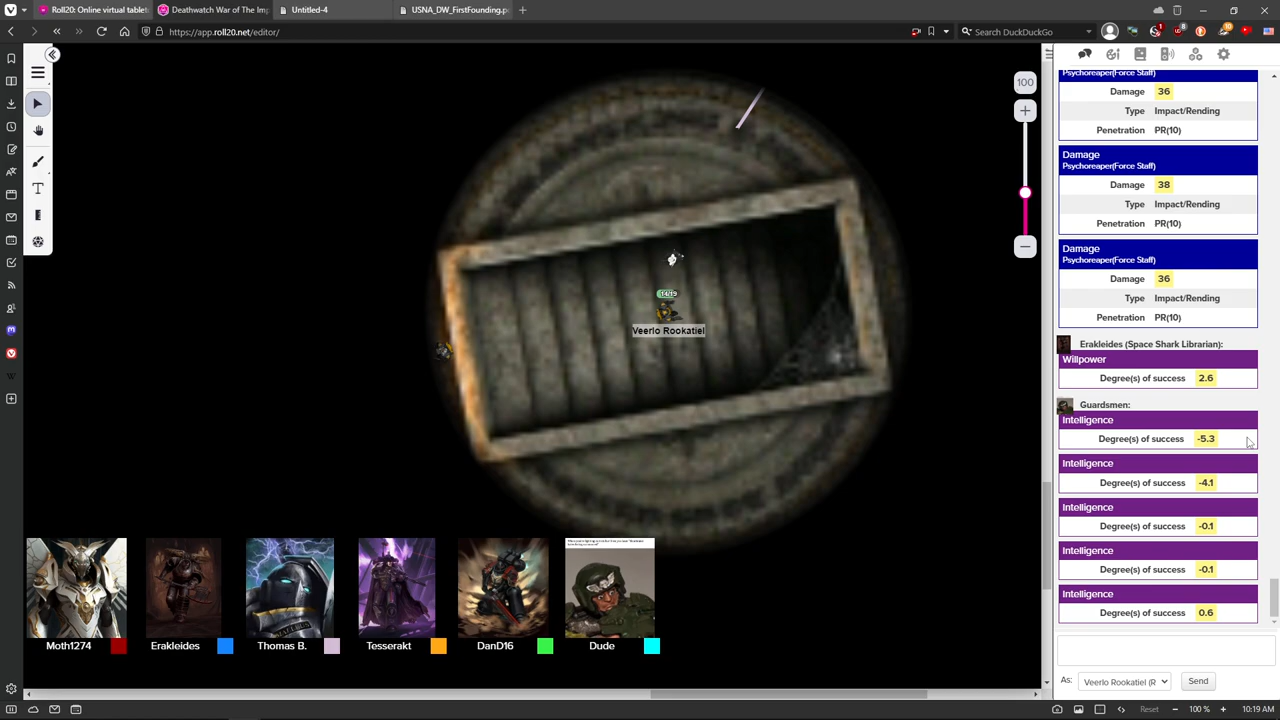 Roll20: Online virtual tablet
Deathwatch War of The Im
Untitled-4
USNA_DW_FirstFounding.p
https://app.roll20.net/editor/
Search DuckDuckGo
100
Psychoreaper(Force Staff)
Damage 36
Type Impact/Rending
Penetration PR(10)
Damage
Psychoreaper(Force Staff)
Damage 38
Type Impact/Rending
Penetration PR(10)
Damage
Psychoreaper(Force Staff)
Damage 36
Type Impact/Rending
Penetration PR(10)
Erakleides (Space Shark Librarian):
Willpower
Degree(s) of success 2.6
Guardsmen:
Intelligence
Degree(s) of success -5.3
Intelligence
Degree(s) of success -4.1
Intelligence
Degree(s) of success -0.1
Intelligence
Degree(s) of success -0.1
Intelligence
Degree(s) of success 0.6
14/19
Veerlo Rookatiel
Moth1274
Erakleides
Thomas B.
Tesserakt
DanD16
Dude
As: Veerlo Rookatiel (R
Send
Reset
100 %
10:19 AM